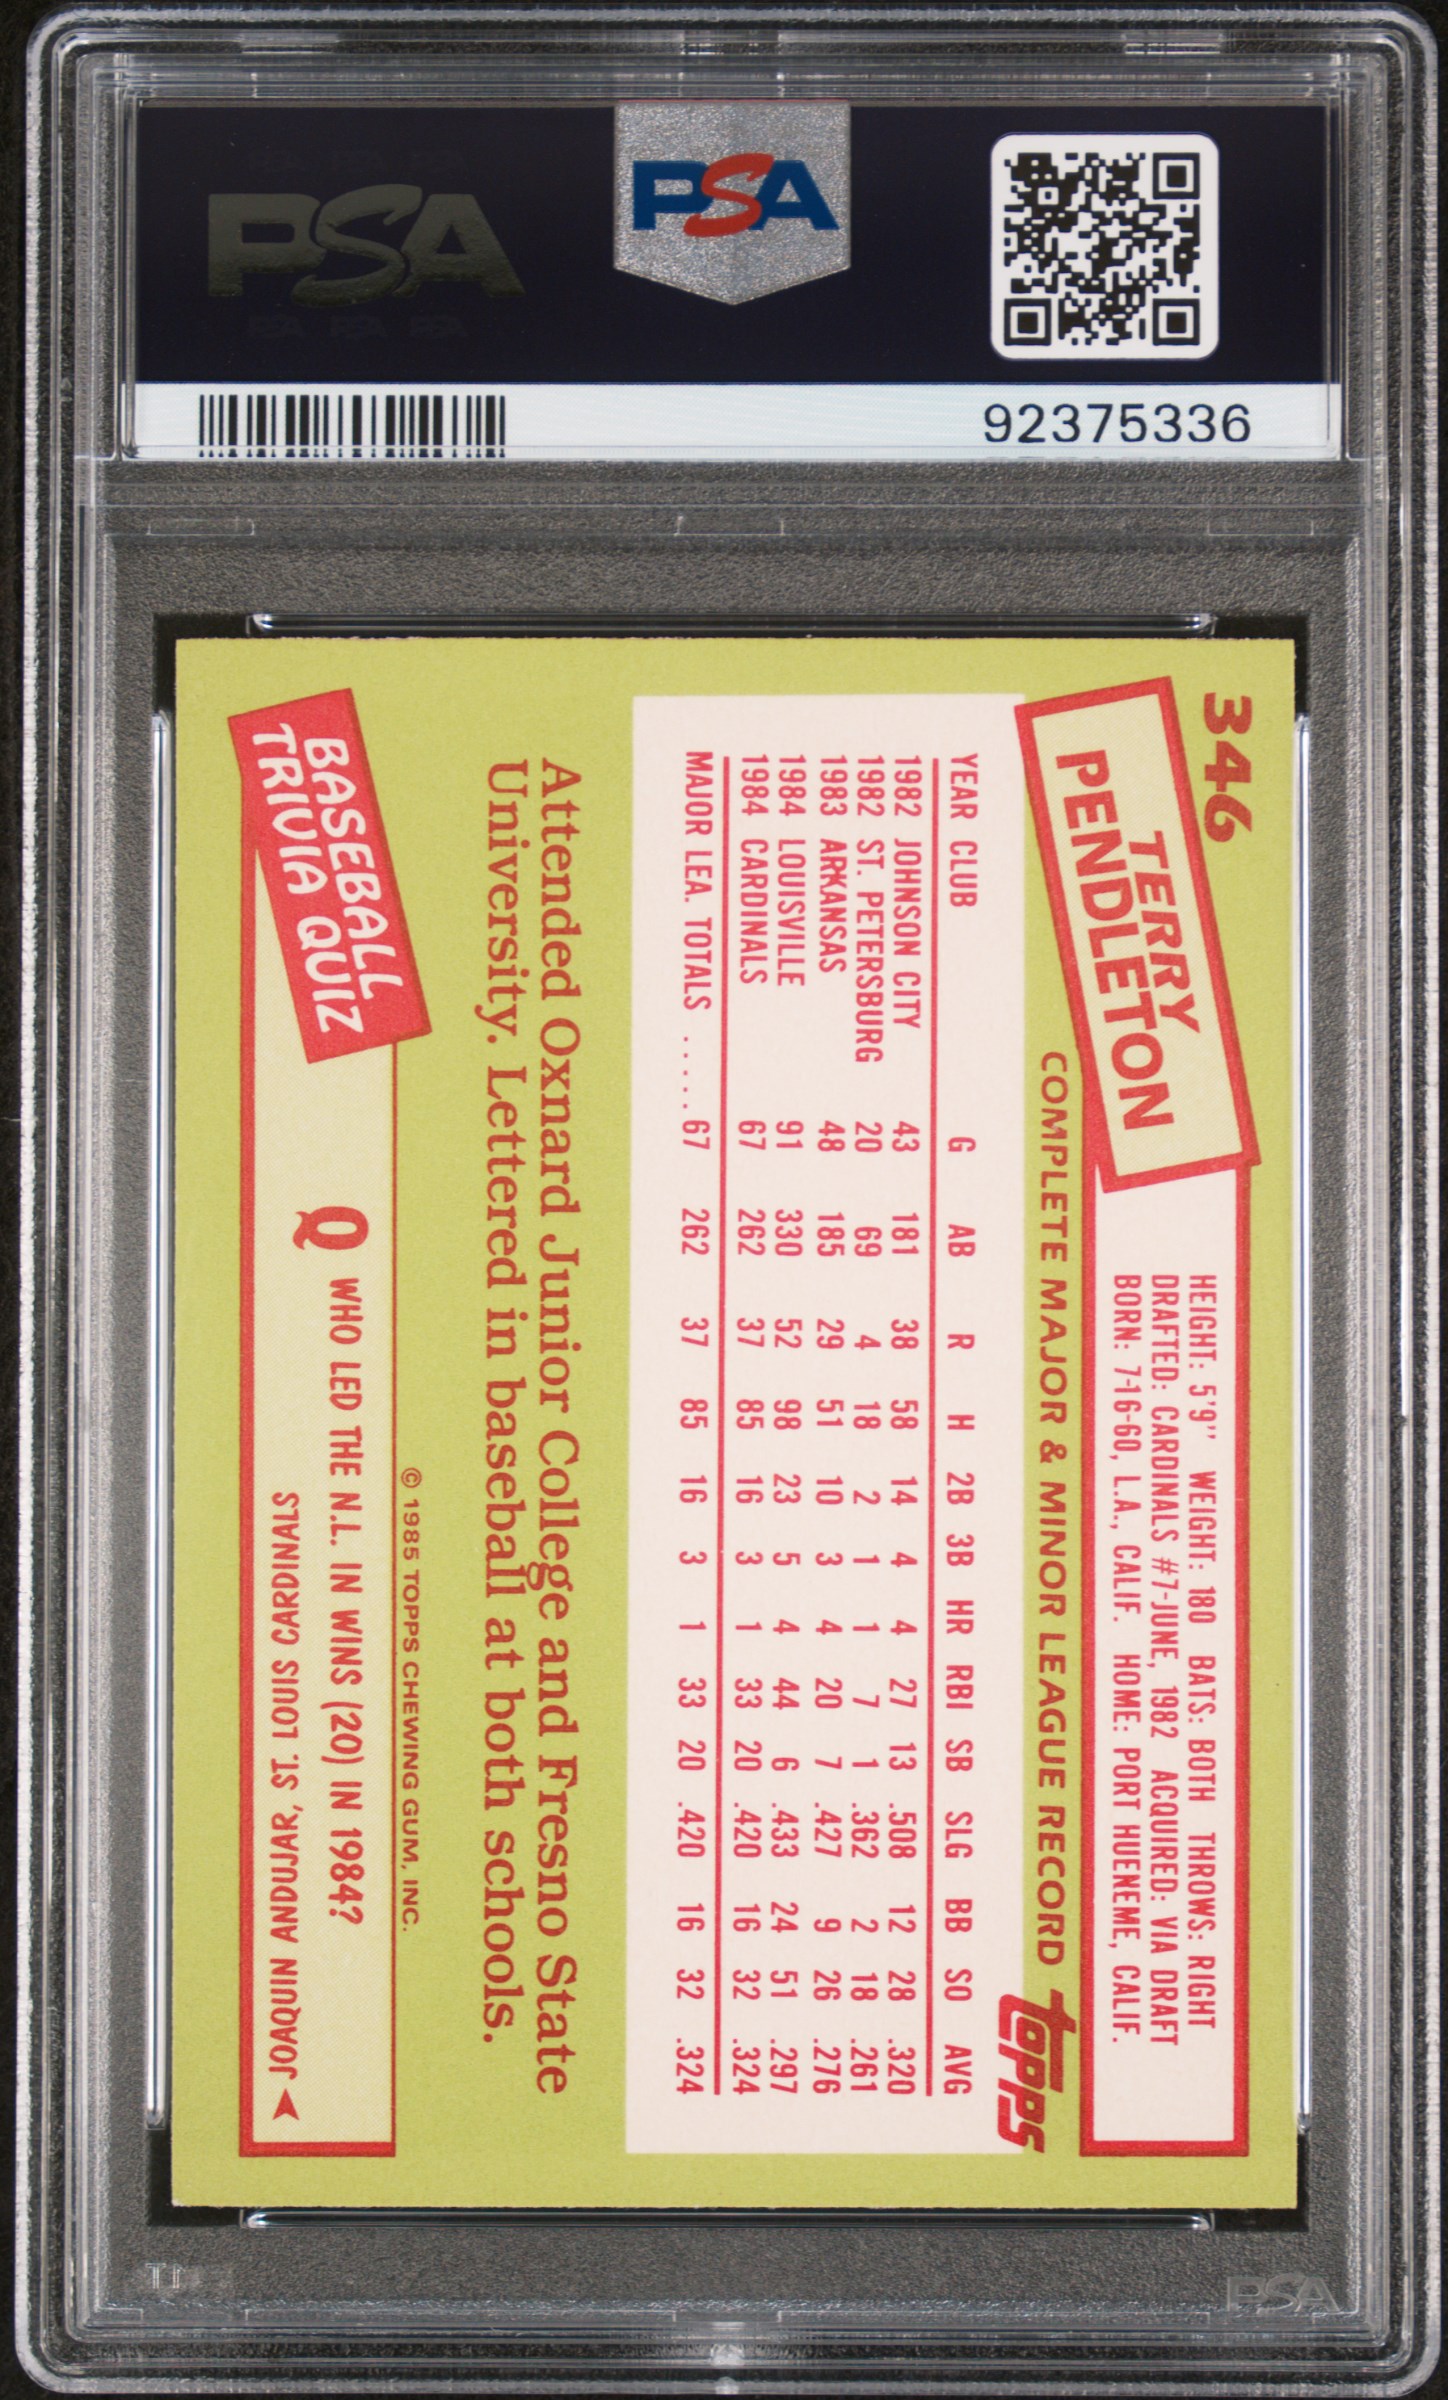 PSA
PSA
92375336
346
TERRY
PENDLETON
HEIGHT: 5'9" WEIGHT: 180 BATS: BOTH THROWS: RIGHT
DRAFTED: CARDINALS #7-JUNE, 1982 ACQUIRED: VIA DRAFT
BORN: 7-16-60, L.A., CALIF. HOME: PORT HUENEME, CALIF.
COMPLETE MAJOR & MINOR LEAGUE RECORD
Topps
YEAR CLUB G AB R H 2B 3B HR RBI SB SLG BB SO AVG
1982 JOHNSON CITY 43 181 38 58 14 4 4 27 13 .508 12 28 .320
1982 ST. PETERSBURG 20 69 4 18 2 1 1 7 1 .362 2 18 .261
1983 ARKANSAS 48 185 29 51 10 3 4 20 7 .427 9 26 .276
1984 LOUISVILLE 91 330 52 98 23 5 4 44 6 .433 24 51 .297
1984 CARDINALS 67 262 37 85 16 3 1 33 20 .420 16 32 .324
MAJOR LEA. TOTALS ..... 67 262 37 85 16 3 1 33 20 .420 16 32 .324
Attended Oxnard Junior College and Fresno State
University. Lettered in baseball at both schools.
© 1985 TOPPS CHEWING GUM, INC.
BASEBALL
TRIVIA QUIZ
Q WHO LED THE N.L. IN WINS (20) IN 1984?
JOAQUIN ANDUJAR, ST. LOUIS CARDINALS
PSA